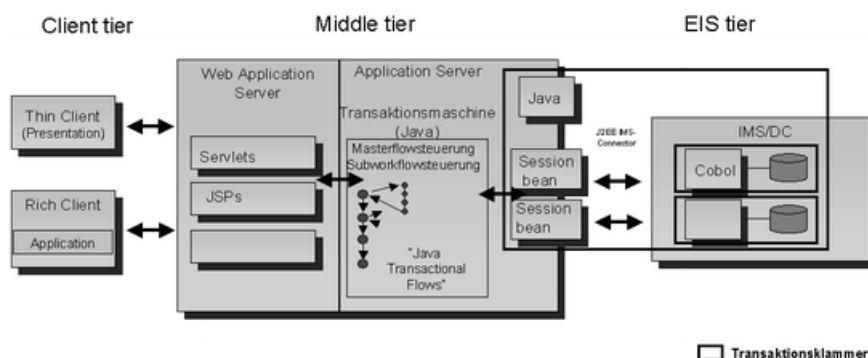 Client tier
Middle tier
EIS tier
Thin Client
(Presentation)
Rich Client
Application
Web Application
Server
Servlets
JSPs
Application Server
Transaktionsmaschine
(Java)
Masterflowsteuerung
Subworkflowsteuerung
"Java
Transactional
Flows"
Java
Session
bean
Session
bean
J2EE IMS-
Connector
IMS/DC
Cobol
Transaktionsklammer